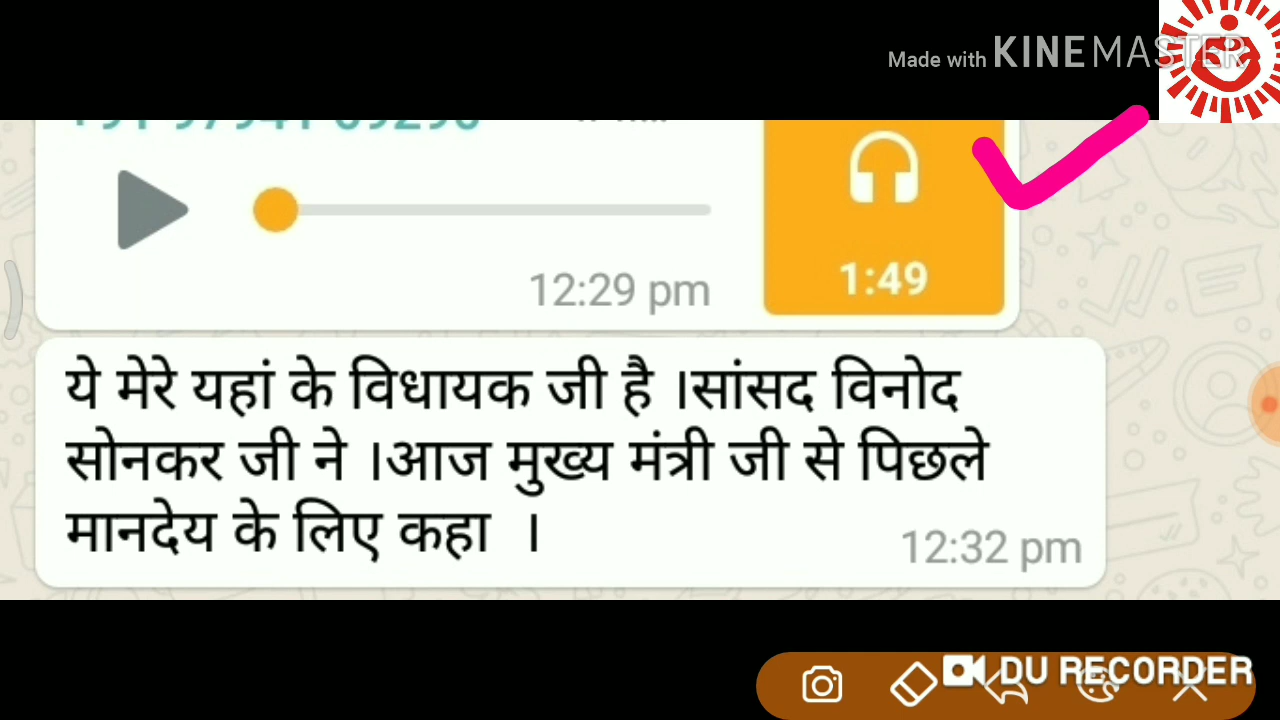 Made with KINEMASTER
1:49
12:29 pm
ये मेरे यहां के विधायक जी है ।सांसद विनोद
सोनकर जी ने ।आज मुख्य मंत्री जी से पिछले
मानदेय के लिए कहा ।
12:32 pm
DU RECORDER